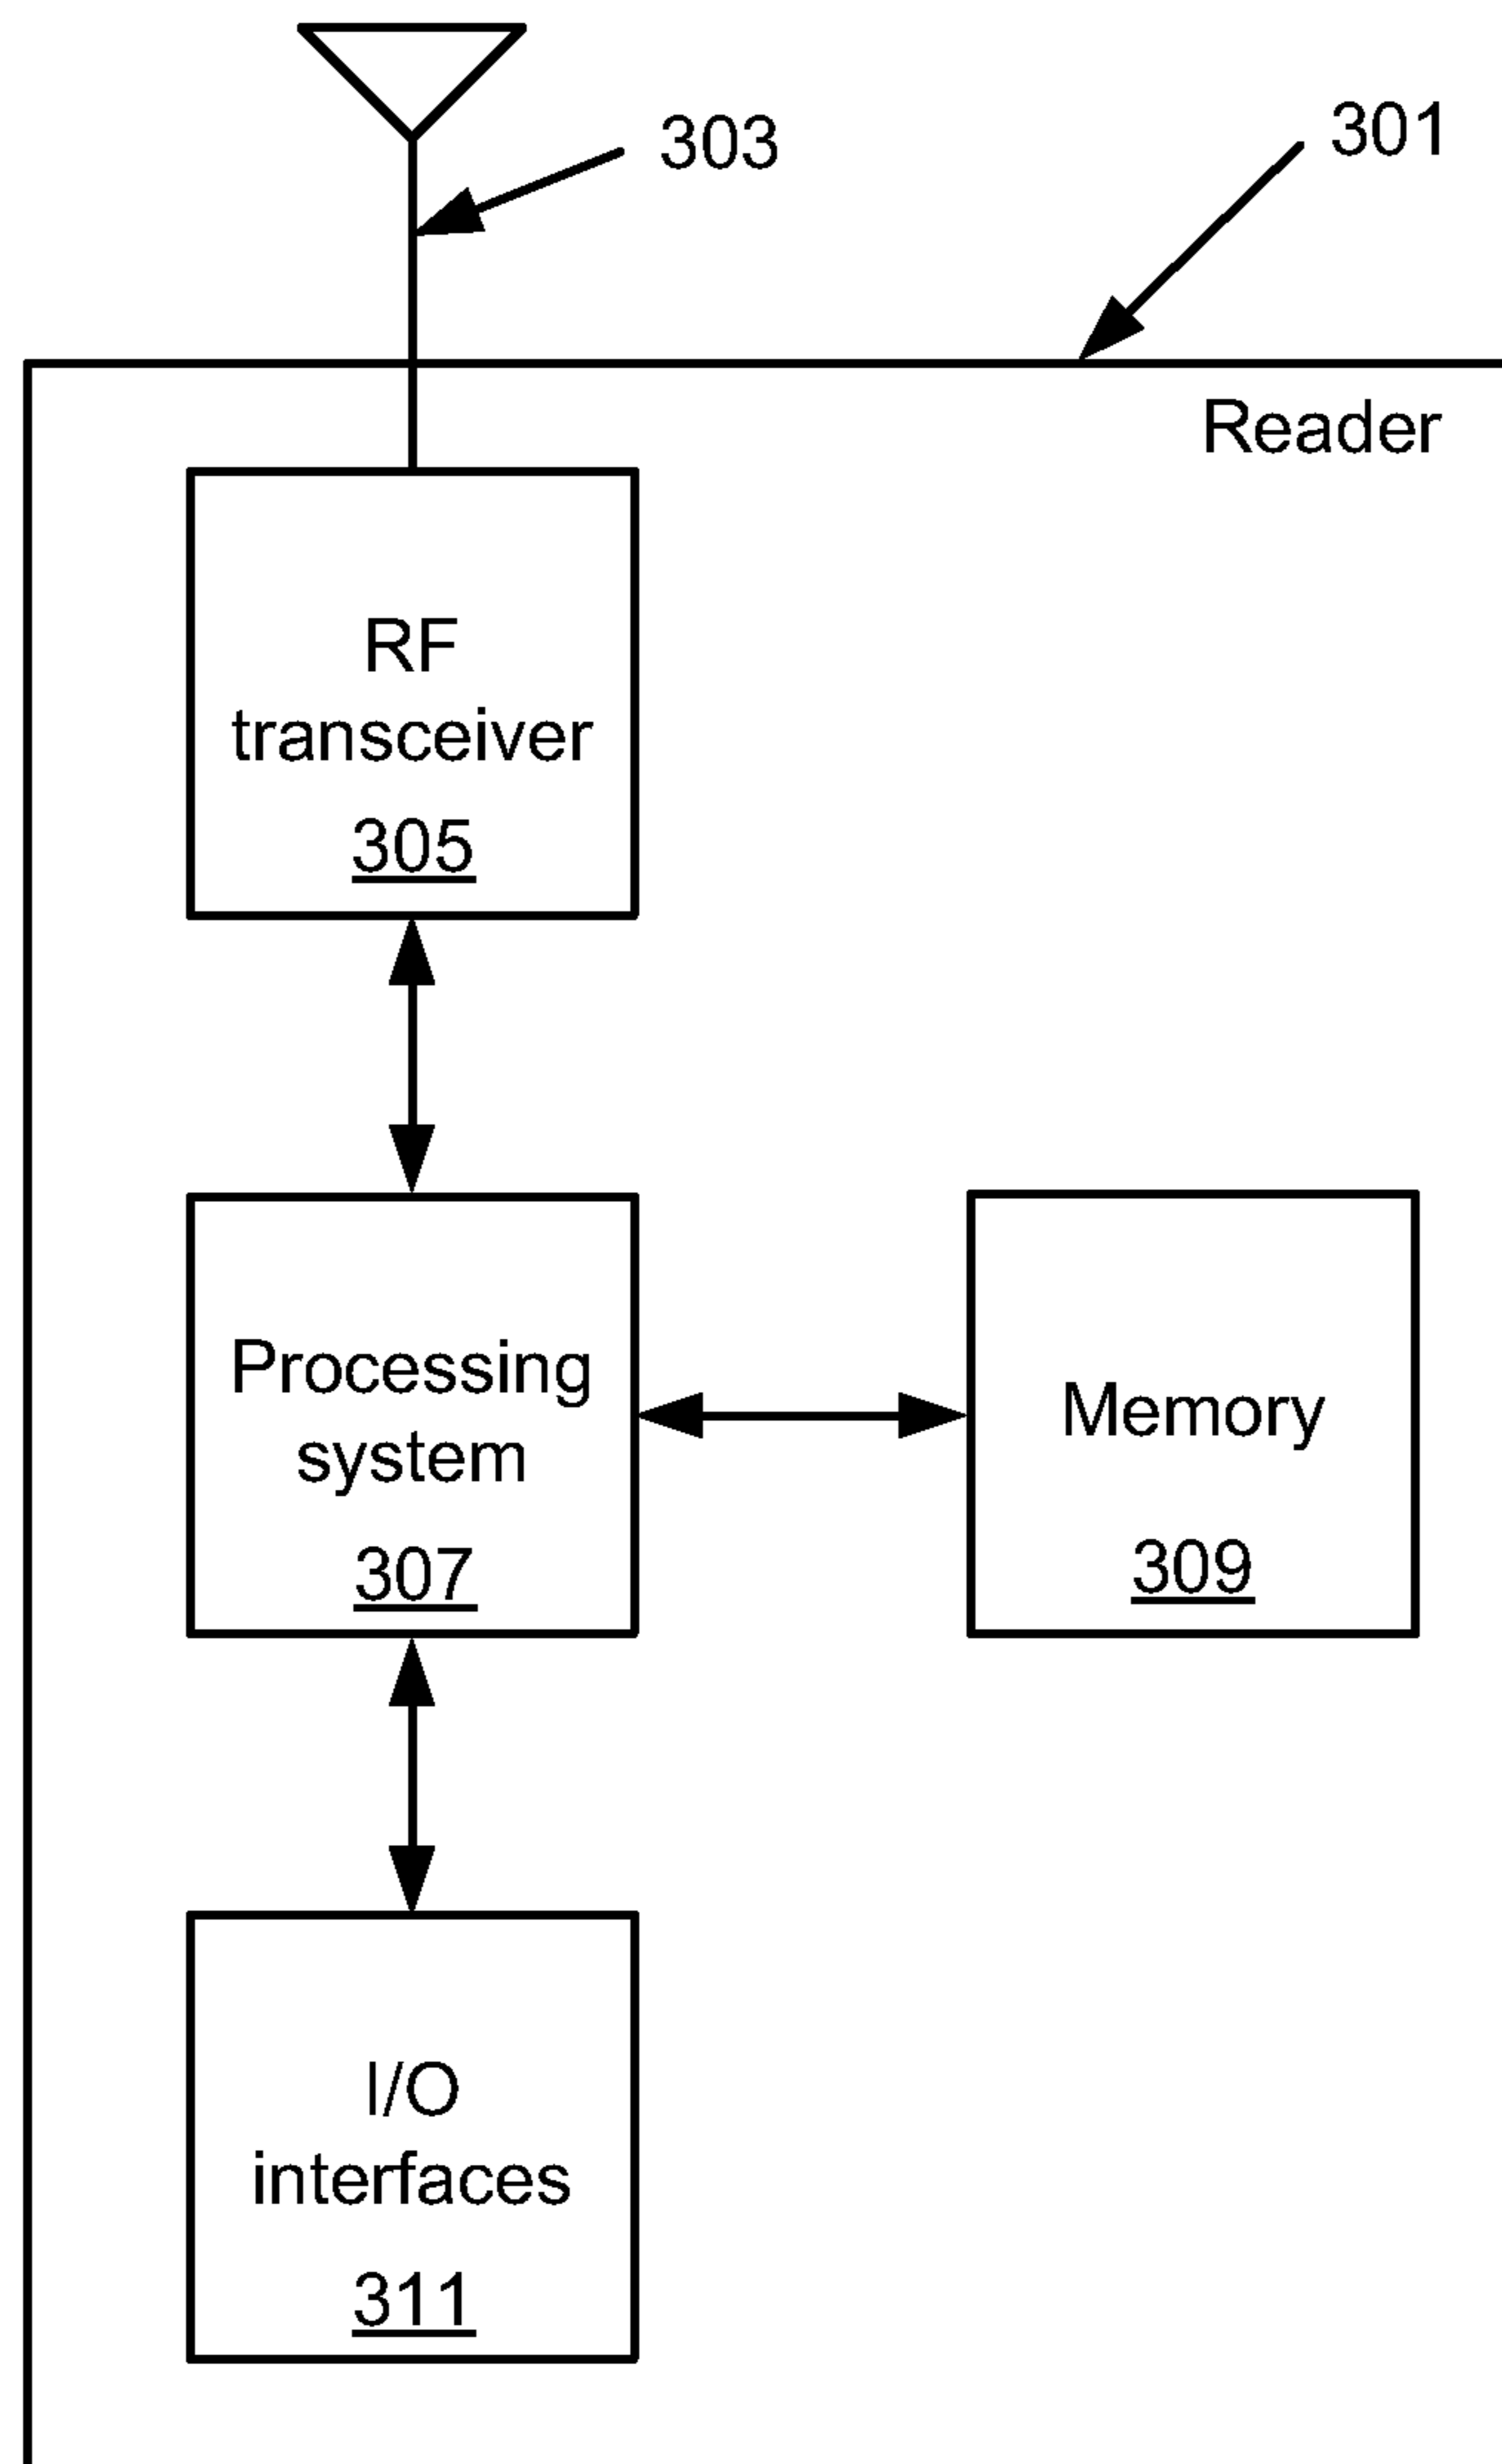 303
301
Reader
RF
transceiver
305
Processing
system
307
Memory
309
I/O
interfaces
311